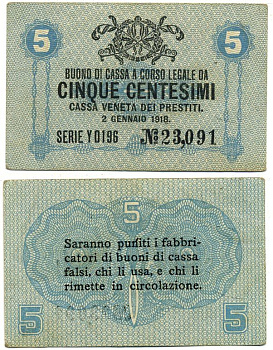 5 5
BUONO DI CASSA A CORSO LEGALE DA
CINQUE CENTESIMI
CASSA VENETA DEI PRESTITI.
2 GENNAIO 1918.
SERIE Y0196 No 23,091
5
Saranno puniti i fabbri-
catori di buoni di cassa
falsi, chi li usa, e chi li
rimette in circolazione.
5 5